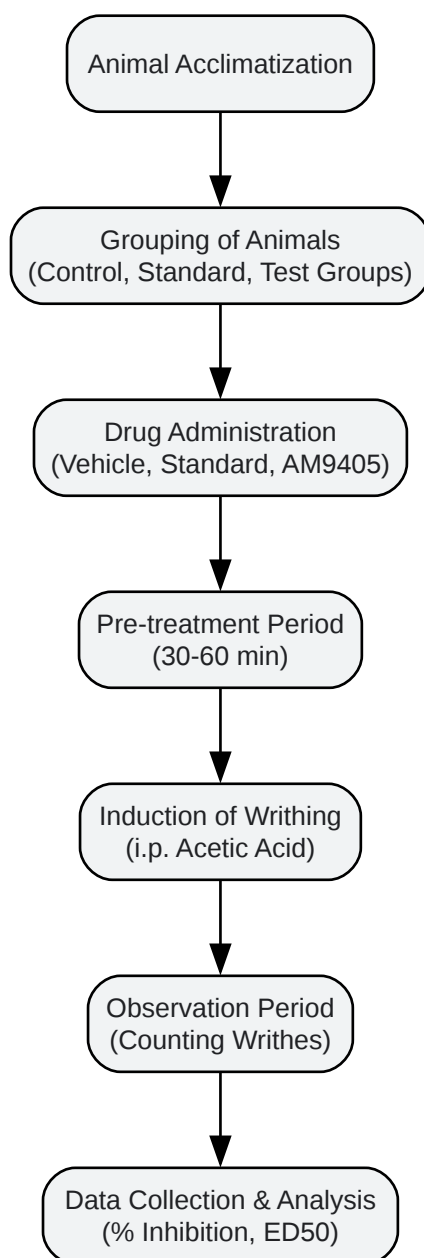 Animal Acclimatization
Grouping of Animals
(Control, Standard, Test Groups)
Drug Administration
(Vehicle, Standard, AM9405)
Pre-treatment Period
(30-60 min)
Induction of Writhing
(i.p. Acetic Acid)
Observation Period
(Counting Writhes)
Data Collection & Analysis
(% Inhibition, ED50)